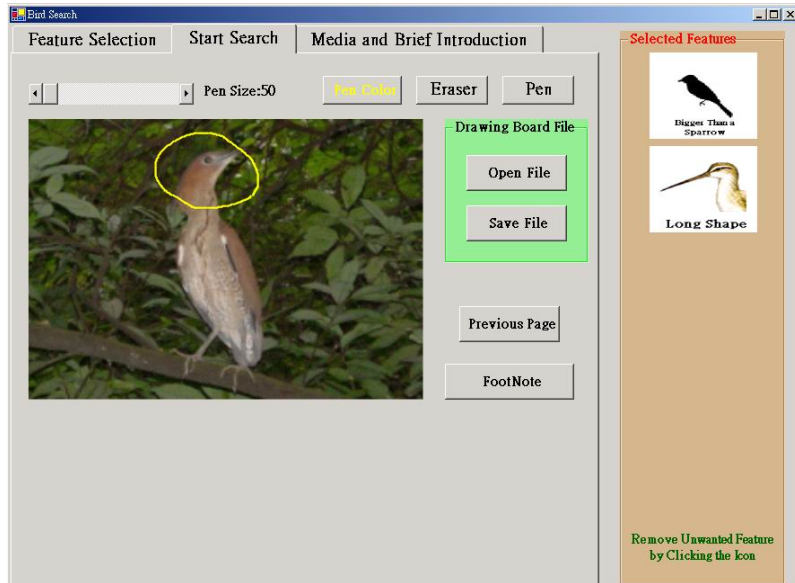 Bird Search
Feature Selection
Start Search
Media and Brief Introduction
Selected Features
Pen Size:50
Pen Color
Eraser
Pen
Bigger Than a
Sparrow
Drawing Board File
Open File
Save File
Long Shape
Previous Page
FootNote
Remove Unwanted Feature
by Clicking the Icon